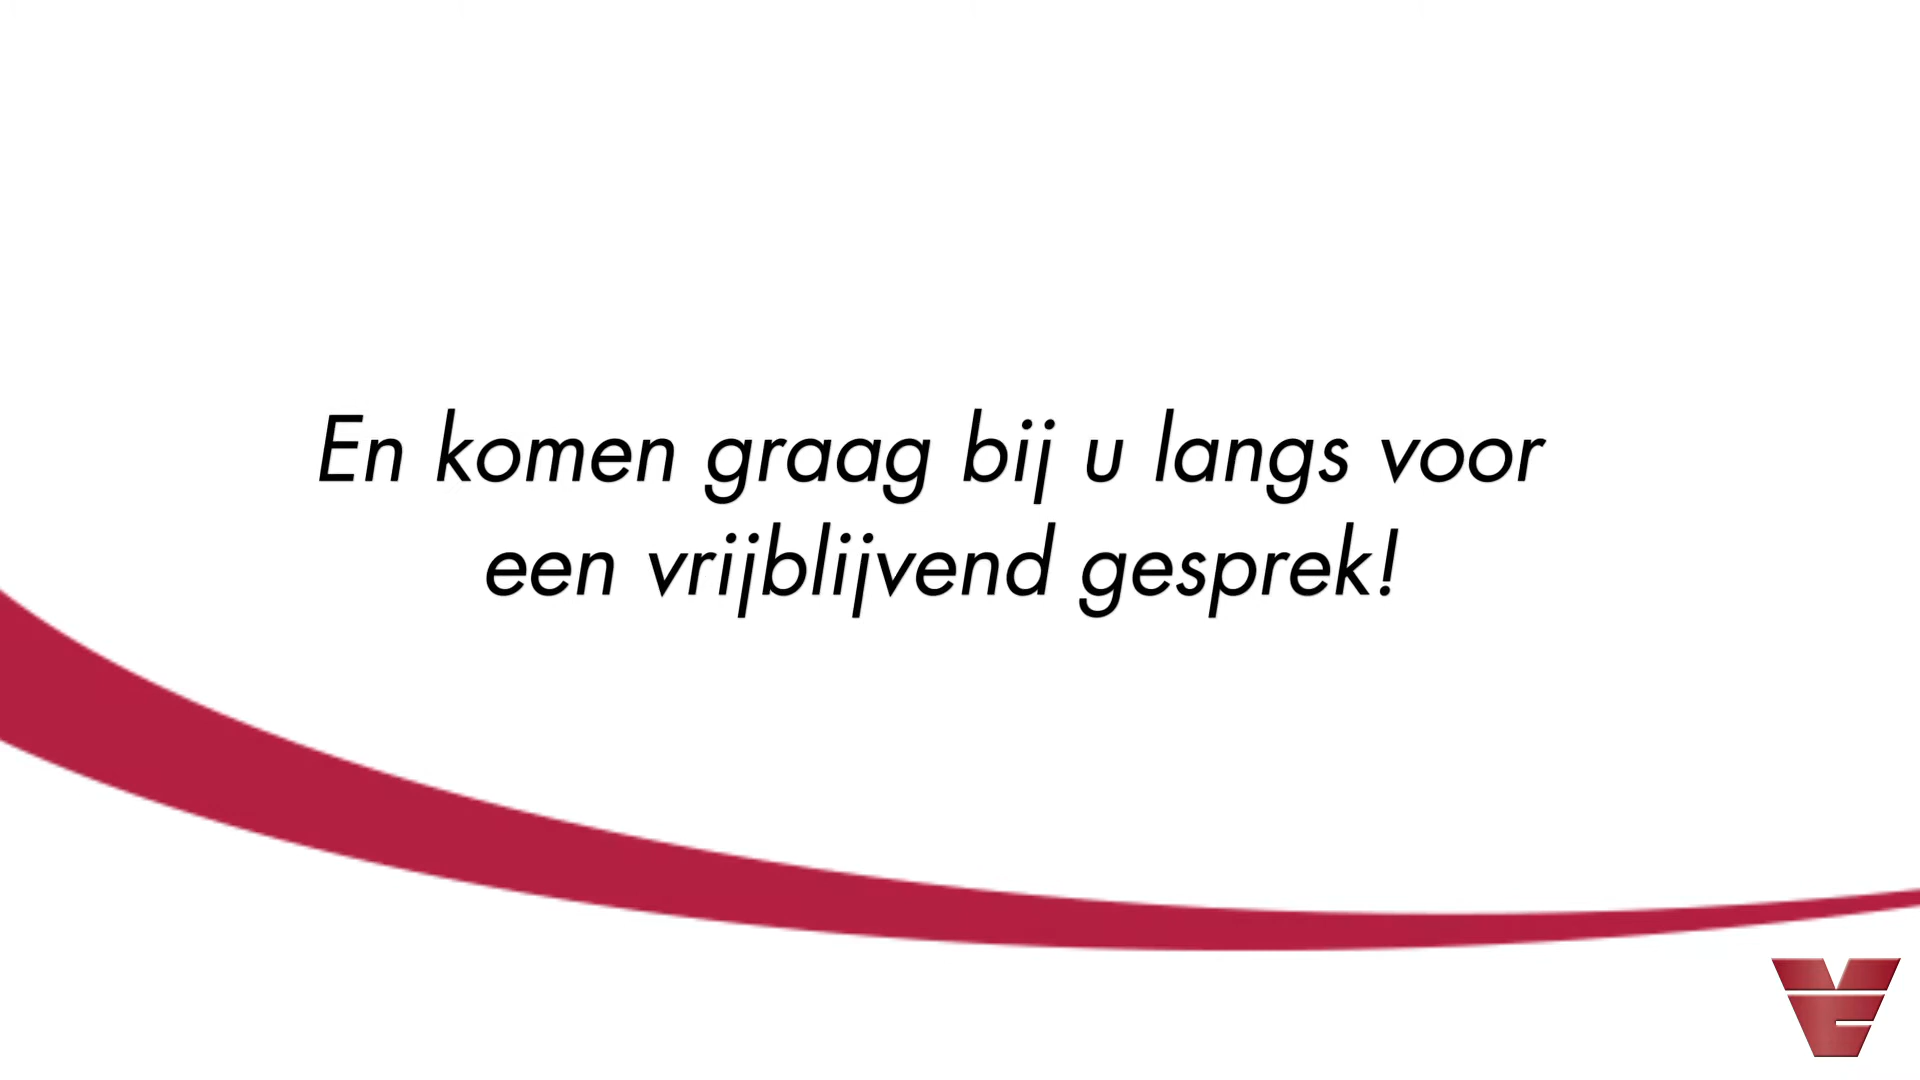 En komen graag bij u langs voor
een vrijblijvend gesprek!